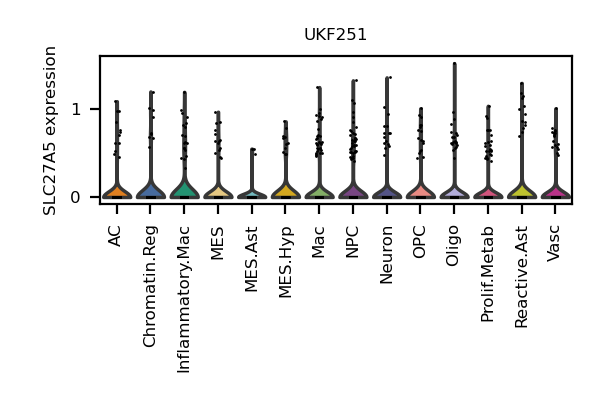 UKF251
SLC27A5 expression
1
0
AC
Chromatin.Reg
Inflammatory.Mac
MES
MES.Ast
MES.Hyp
Mac
NPC
Neuron
OPC
Oligo
Prolif.Metab
Reactive.Ast
Vasc